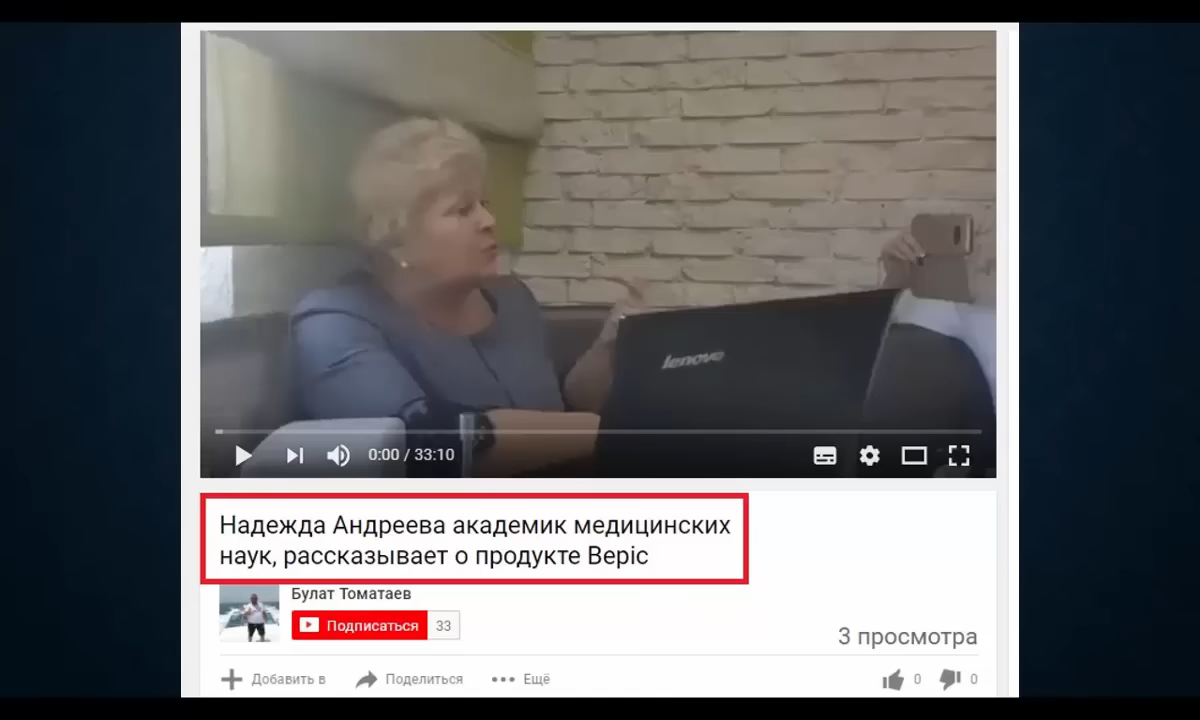 lenovo
0:00 / 33:10
Надежда Андреева академик медицинских
наук, рассказывает о продукте Bepic
Булат Томатаев
Подписаться 33
3 просмотра
Добавить в Поделиться Ещё 0 0